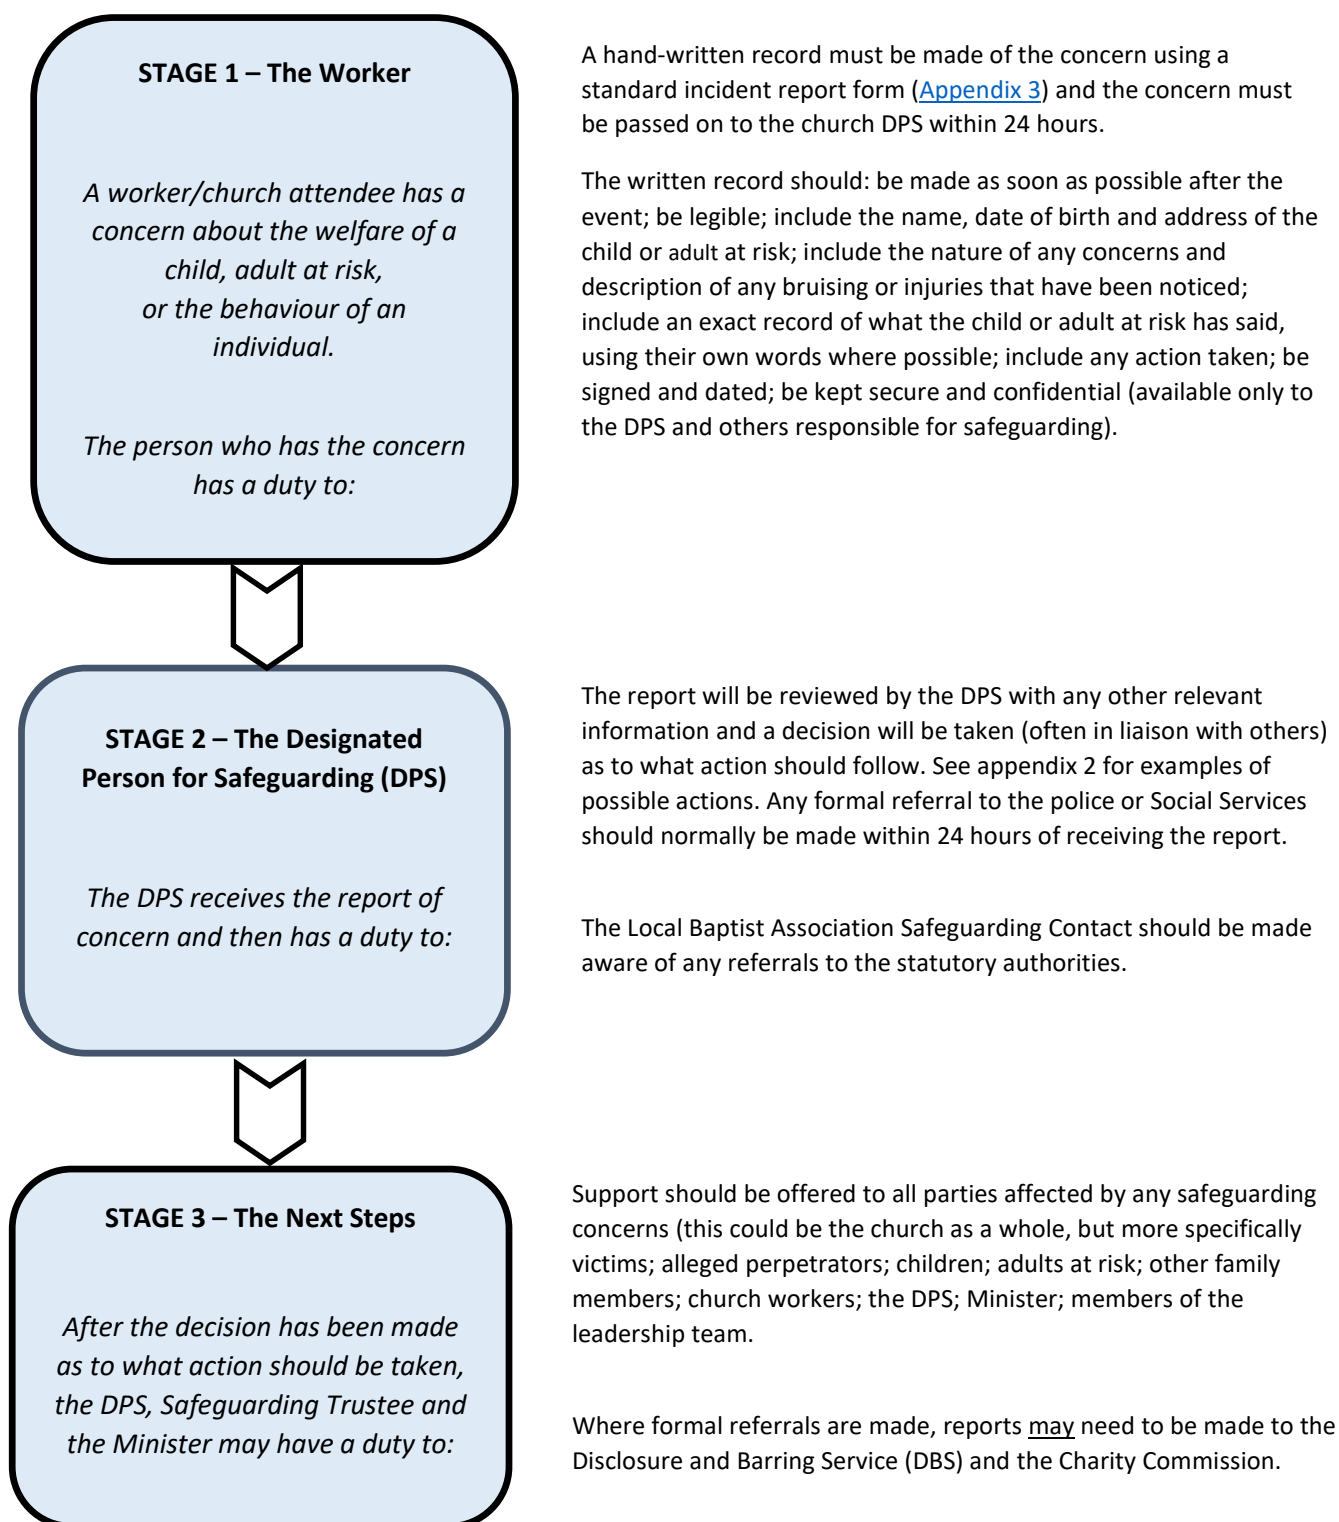 STAGE 1 – The Worker
A worker/church attendee has a
concern about the welfare of a
child, adult at risk,
or the behaviour of an
individual.
The person who has the concern
has a duty to:
A hand-written record must be made of the concern using a
standard incident report form (Appendix 3) and the concern must
be passed on to the church DPS within 24 hours.
The written record should: be made as soon as possible after the
event; be legible; include the name, date of birth and address of the
child or adult at risk; include the nature of any concerns and
description of any bruising or injuries that have been noticed;
include an exact record of what the child or adult at risk has said,
using their own words where possible; include any action taken; be
signed and dated; be kept secure and confidential (available only to
the DPS and others responsible for safeguarding).
STAGE 2 – The Designated
Person for Safeguarding (DPS)
The DPS receives the report of
concern and then has a duty to:
The report will be reviewed by the DPS with any other relevant
information and a decision will be taken (often in liaison with others)
as to what action should follow. See appendix 2 for examples of
possible actions. Any formal referral to the police or Social Services
should normally be made within 24 hours of receiving the report.
The Local Baptist Association Safeguarding Contact should be made
aware of any referrals to the statutory authorities.
STAGE 3 – The Next Steps
After the decision has been made
as to what action should be taken,
the DPS, Safeguarding Trustee and
the Minister may have a duty to:
Support should be offered to all parties affected by any safeguarding
concerns (this could be the church as a whole, but more specifically
victims; alleged perpetrators; children; adults at risk; other family
members; church workers; the DPS; Minister; members of the
leadership team.
Where formal referrals are made, reports may need to be made to the
Disclosure and Barring Service (DBS) and the Charity Commission.